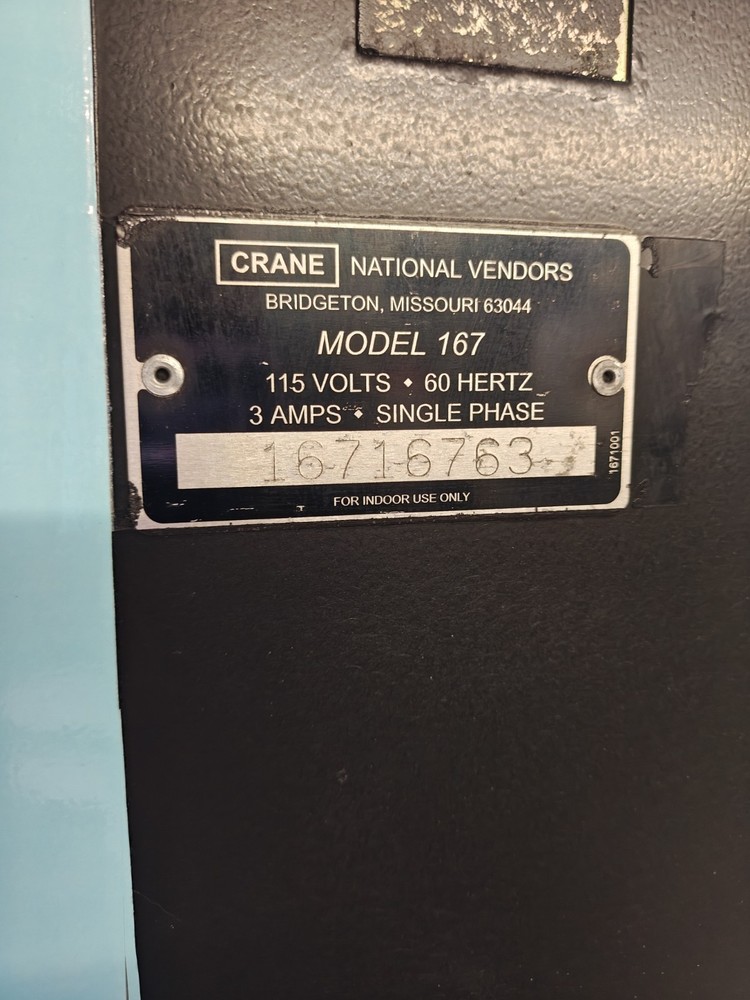 CRANE NATIONAL VENDORS
BRIDGETON, MISSOURI 63044
MODEL 167
115 VOLTS • 60 HERTZ
3 AMPS • SINGLE PHASE
16716763
1671001
FOR INDOOR USE ONLY